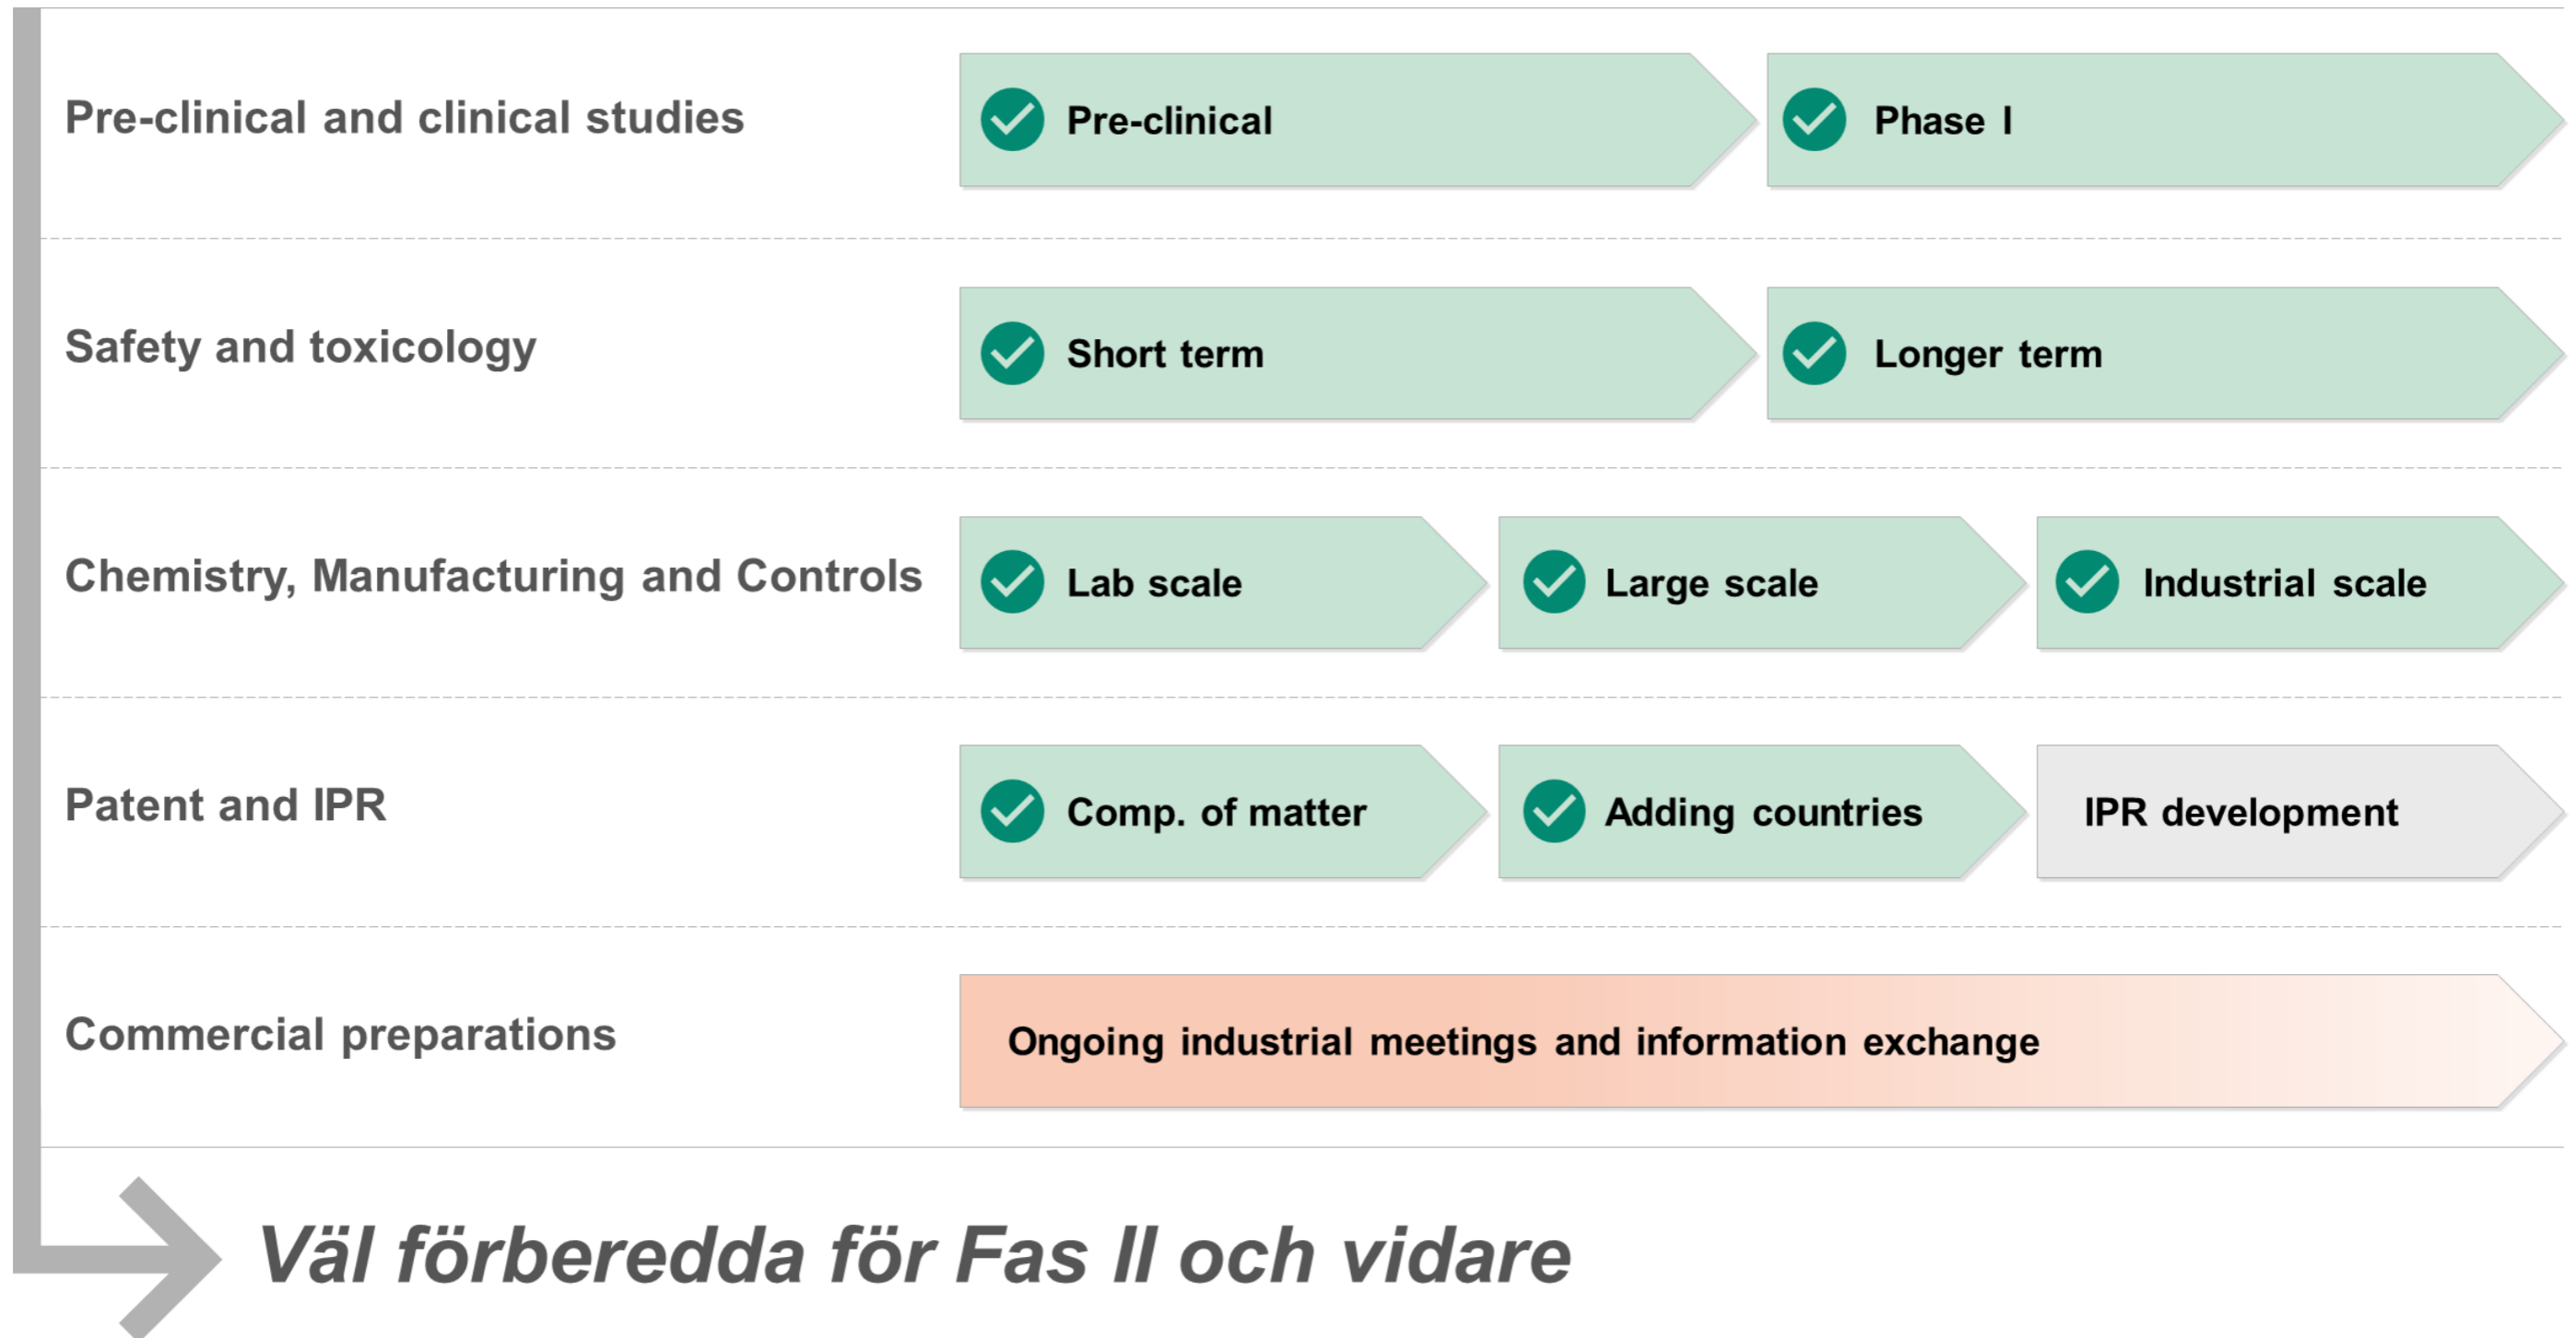 Pre-clinical and clinical studies
Pre-clinical
Phase I
Safety and toxicology
Short term
Longer term
Chemistry, Manufacturing and Controls
Lab scale
Large scale
Industrial scale
Patent and IPR
Comp. of matter
Adding countries
IPR development
Commercial preparations
Ongoing industrial meetings and information exchange
Väl förberedda för Fas II och vidare